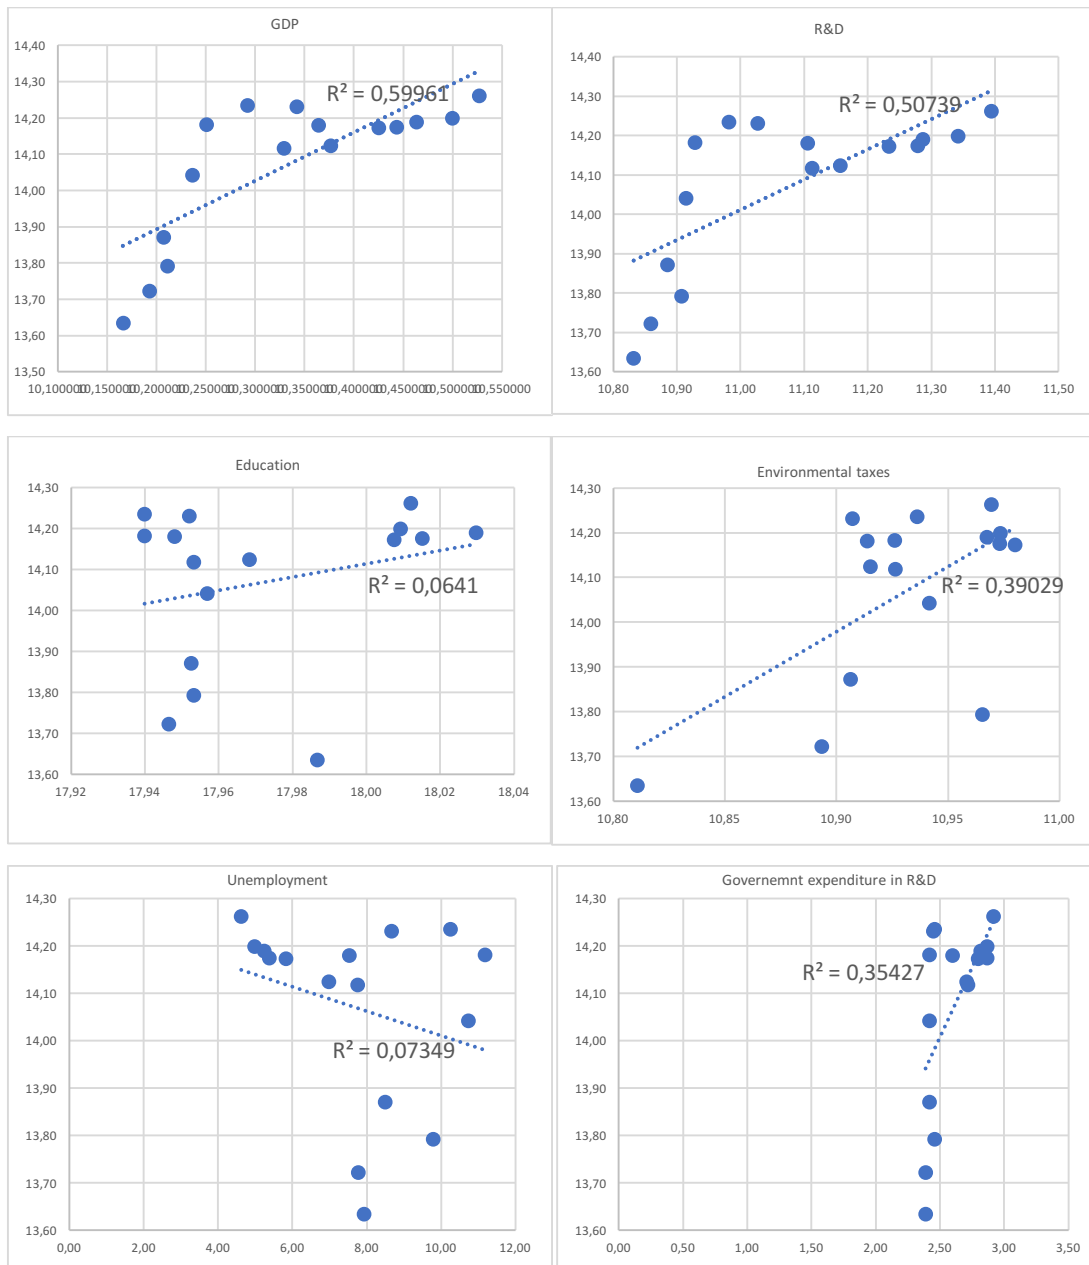 GDP
14,40
14,30
R² = 0,59961
14,20
14,10
14,00
13,90
13,80
13,70
13,60
13,50
10,100000 10,150000 10,200000 10,250000 10,300000 10,350000 10,400000 10,450000 10,500000 10,550000
R&D
14,40
14,30
R² = 0,50739
14,20
14,10
14,00
13,90
13,80
13,70
13,60
10,80 10,90 11,00 11,10 11,20 11,30 11,40 11,50
Education
14,30
14,20
14,10
R² = 0,0641
14,00
13,90
13,80
13,70
13,60
17,92 17,94 17,96 17,98 18,00 18,02 18,04
Environmental taxes
14,30
14,20
14,10
R² = 0,39029
14,00
13,90
13,80
13,70
13,60
10,80 10,85 10,90 10,95 11,00
Unemployment
14,30
14,20
14,10
14,00
R² = 0,07349
13,90
13,80
13,70
13,60
0,00 2,00 4,00 6,00 8,00 10,00 12,00
Governemnt expenditure in R&D
14,30
14,20
R² = 0,35427
14,10
14,00
13,90
13,80
13,70
13,60
0,00 0,50 1,00 1,50 2,00 2,50 3,00 3,50